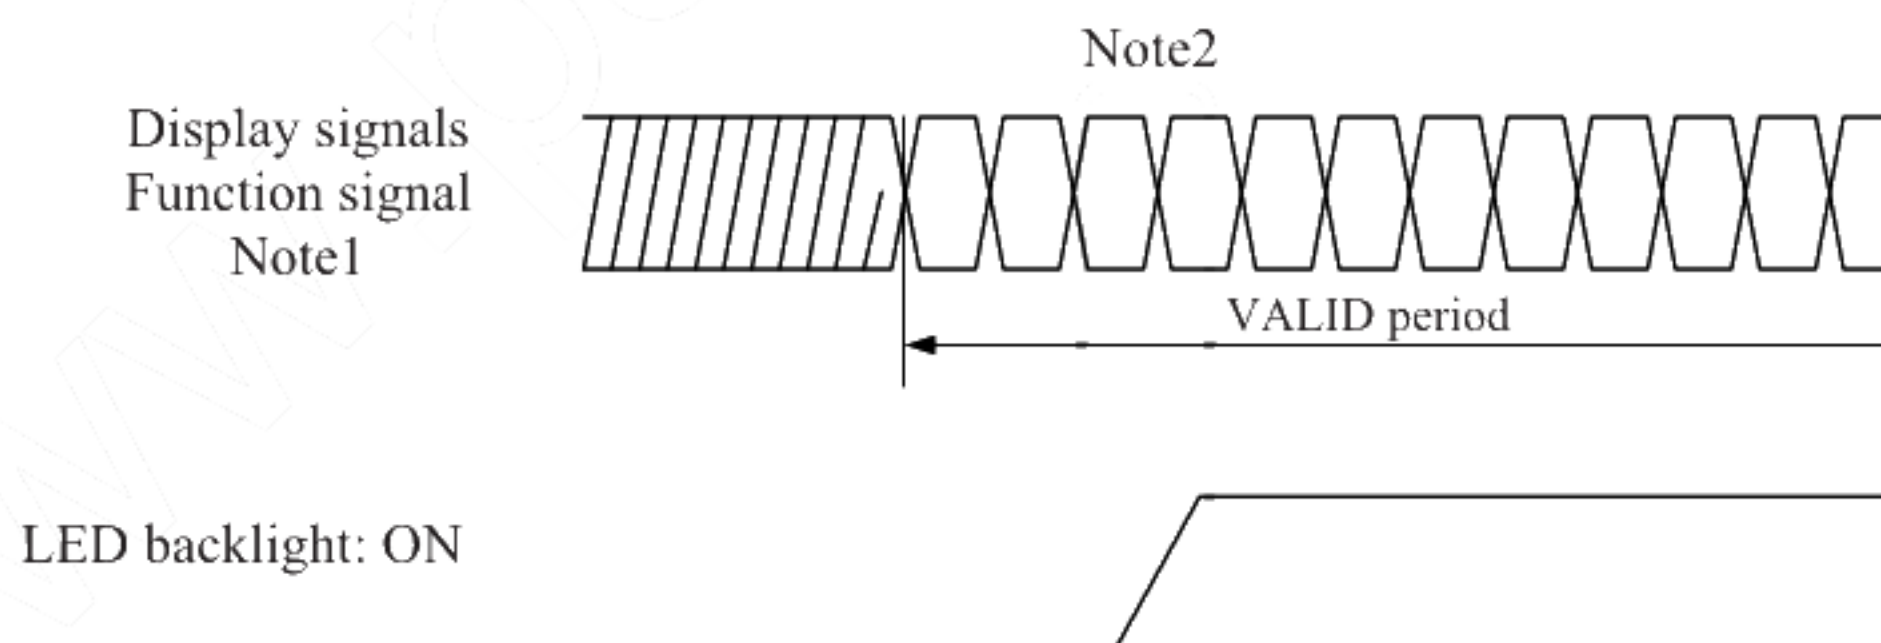 Note2
Display signals
Function signal
Note1
VALID period
LED backlight: ON